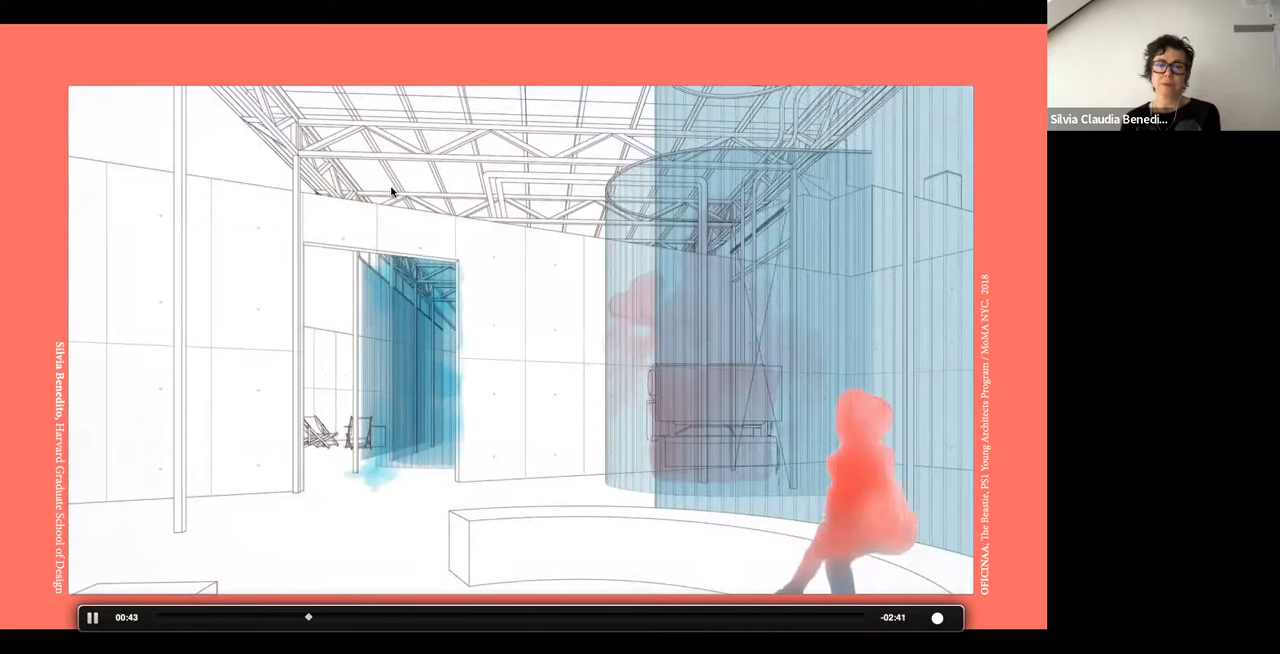 Silvia Claudia Benedi...
Silvia Benedito, Harvard Graduate School of Design
OFICINAA, The Beastie, PS1 Young Architects Program / MoMA NYC, 2018
00:43
-02:41